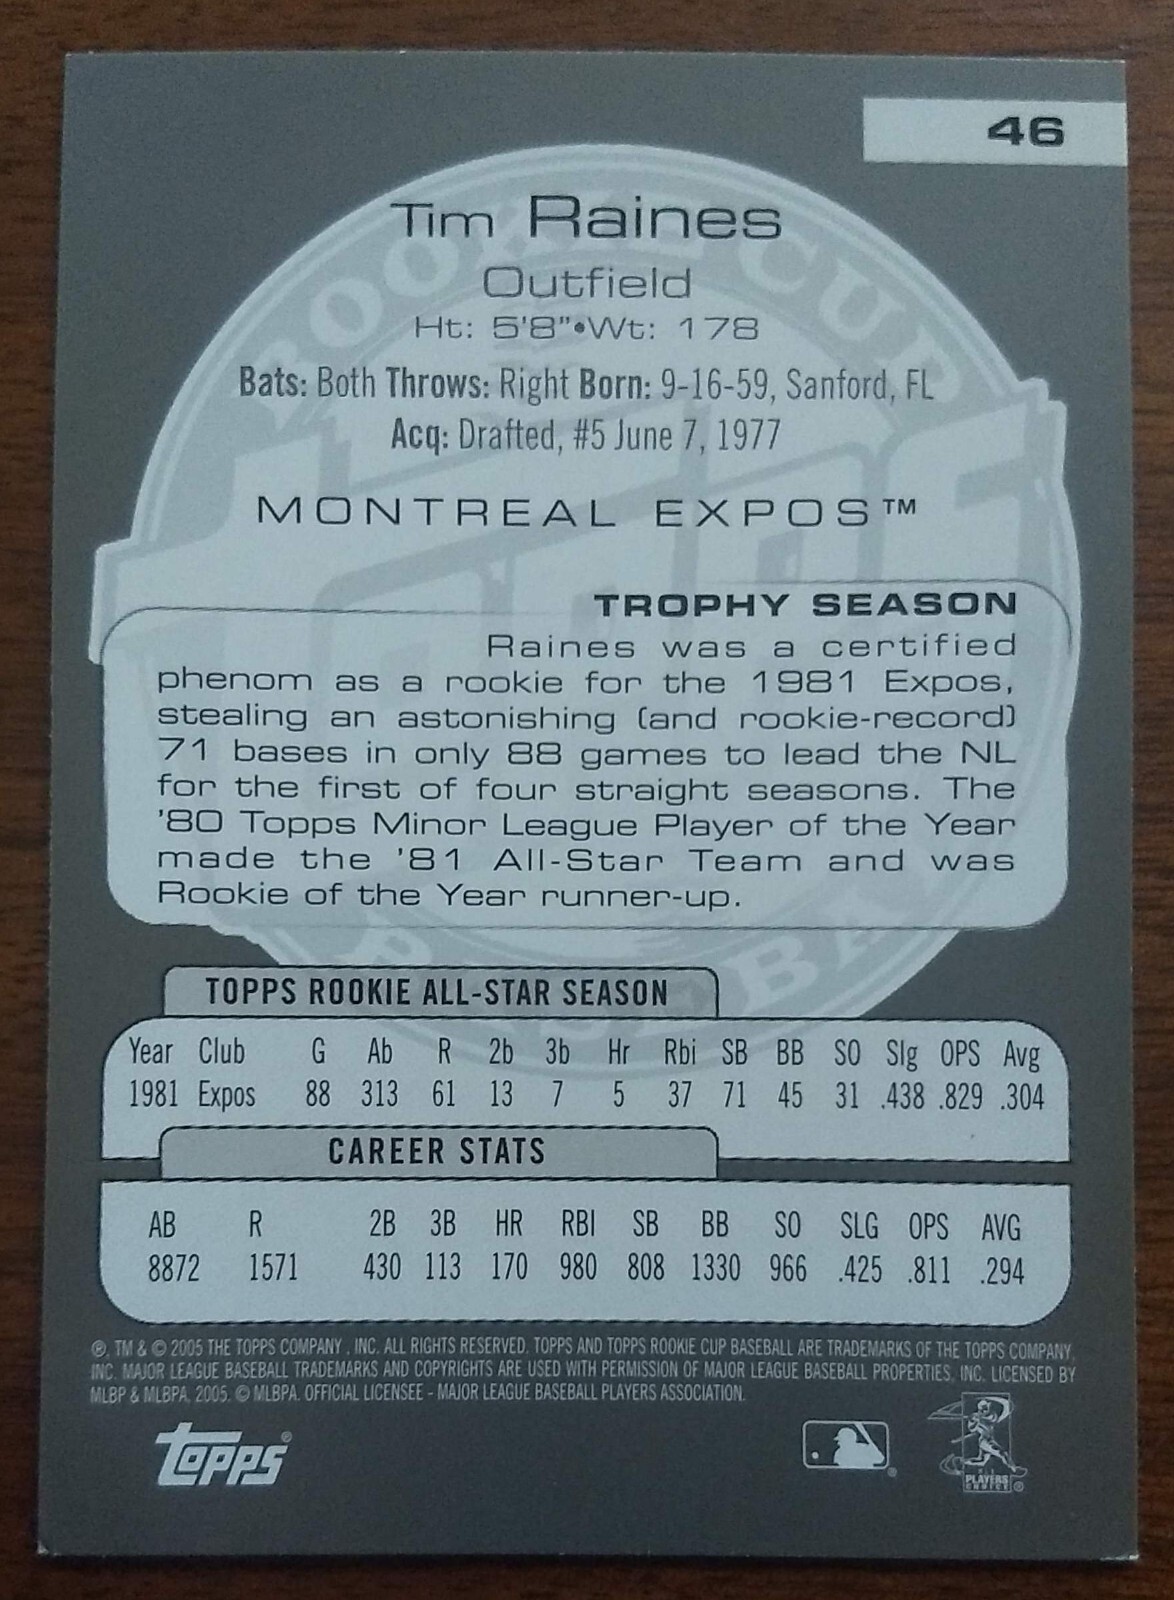 46
Tim Raines
Outfield
Ht: 5'8"•Wt: 178
Bats: Both Throws: Right Born: 9-16-59, Sanford, FL
Acq: Drafted, #5 June 7, 1977
MONTREAL EXPOS™
TROPHY SEASON
Raines was a certified
phenom as a rookie for the 1981 Expos,
stealing an astonishing (and rookie-record)
71 bases in only 88 games to lead the NL
for the first of four straight seasons. The
'80 Topps Minor League Player of the Year
made the '81 All-Star Team and was
Rookie of the Year runner-up.
TOPPS ROOKIE ALL-STAR SEASON
Year Club G Ab R 2b 3b Hr Rbi SB BB SO Slg OPS Avg
1981 Expos 88 313 61 13 7 5 37 71 45 31 .438 .829 .304
CAREER STATS
AB R 2B 3B HR RBI SB BB SO SLG OPS AVG
8872 1571 430 113 170 980 808 1330 966 .425 .811 .294
®, TM & © 2005 THE TOPPS COMPANY, INC. ALL RIGHTS RESERVED. TOPPS AND TOPPS ROOKIE CUP BASEBALL ARE TRADEMARKS OF THE TOPPS COMPANY,
INC. MAJOR LEAGUE BASEBALL TRADEMARKS AND COPYRIGHTS ARE USED WITH PERMISSION OF MAJOR LEAGUE BASEBALL PROPERTIES, INC. LICENSED BY
MLBP & MLBPA, 2005. © MLBPA. OFFICIAL LICENSEE - MAJOR LEAGUE BASEBALL PLAYERS ASSOCIATION.
TOPPS®
PLAYERS
CHOICE®